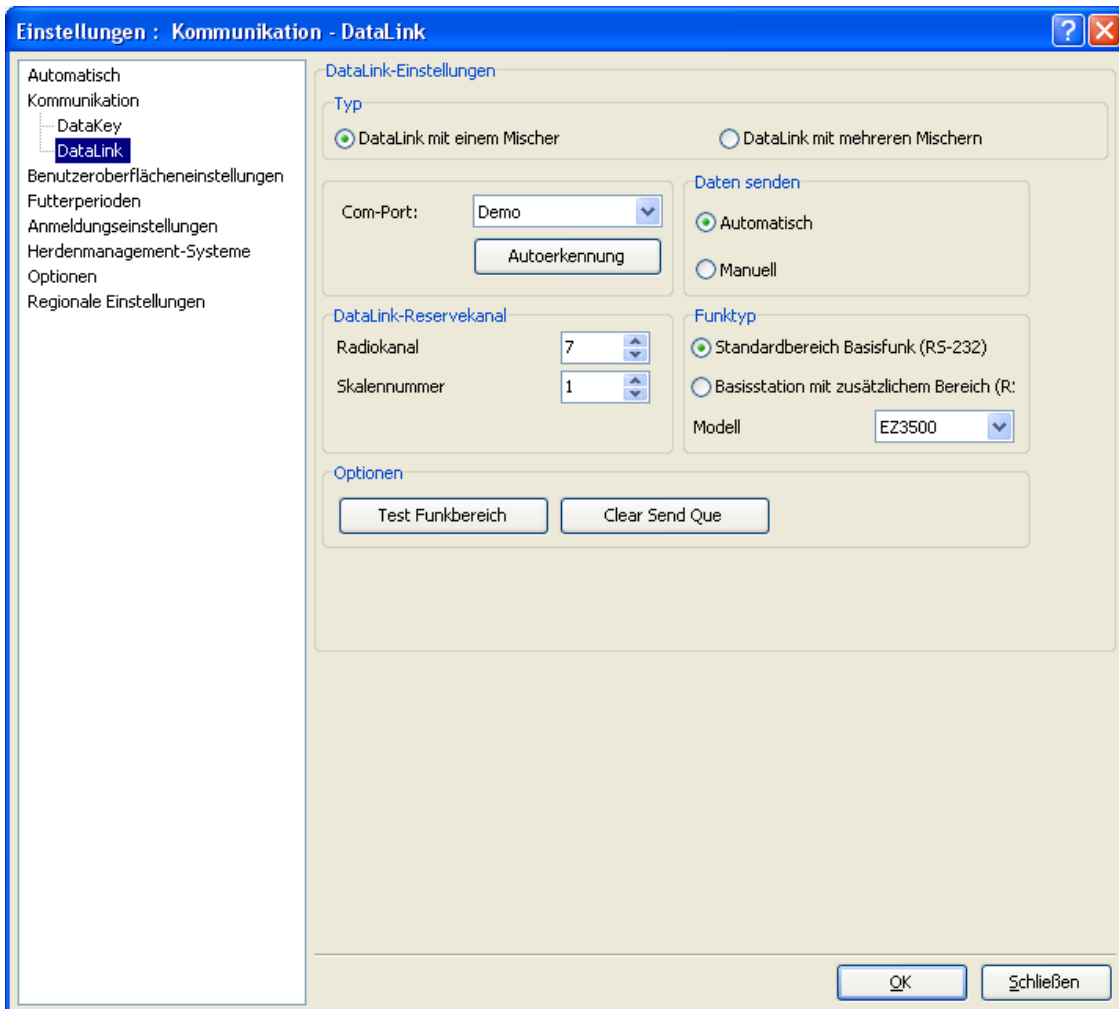 Einstellungen : Kommunikation - DataLink
Automatisch
Kommunikation
DataKey
DataLink
Benutzeroberflächeneinstellungen
Futterperioden
Anmeldungseinstellungen
Herdenmanagement-Systeme
Optionen
Regionale Einstellungen
DataLink-Einstellungen
Typ
DataLink mit einem Mischer
DataLink mit mehreren Mischern
Com-Port:
Demo
Autoerkennung
Daten senden
Automatisch
Manuell
DataLink-Reservekanal
Radiokanal
7
Skalennummer
1
Funktyp
Standardbereich Basisfunk (RS-232)
Basisstation mit zusätzlichem Bereich (R:
Modell
EZ3500
Optionen
Test Funkbereich
Clear Send Que
OK
Schließen